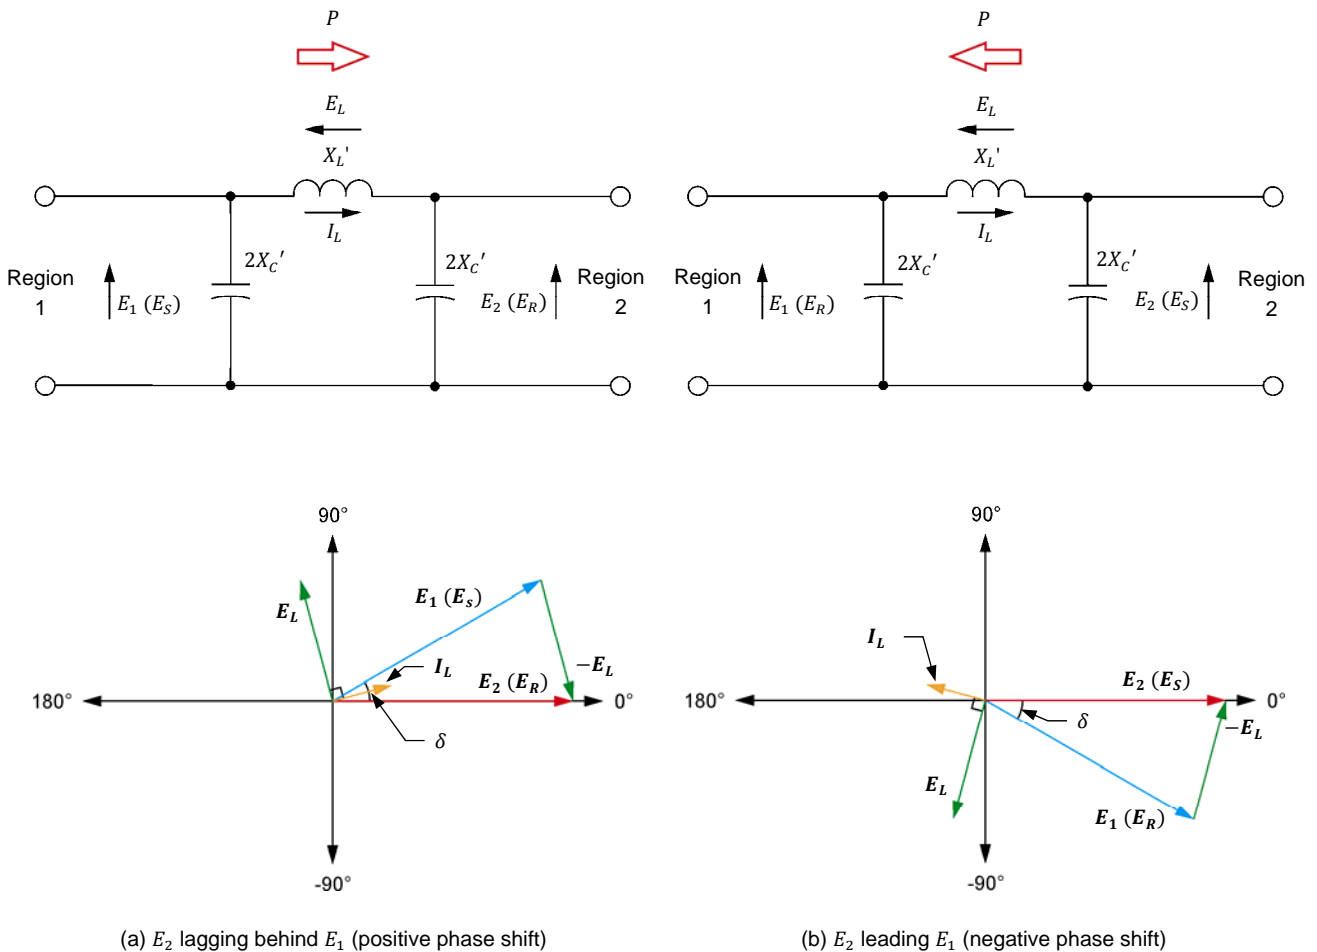 P
E_L
X_L'
I_L
2X_C'
2X_C'
Region
1
E_1 (E_S)
E_2 (E_R)
Region
2
P
E_L
X_L'
I_L
2X_C'
2X_C'
Region
1
E_1 (E_R)
E_2 (E_S)
Region
2
90°
E_1 (E_s)
E_L
I_L
−E_L
E_2 (E_R)
180°
0°
δ
-90°
(a) E_2 lagging behind E_1 (positive phase shift)
90°
I_L
E_2 (E_S)
0°
180°
δ
−E_L
E_L
E_1 (E_R)
-90°
(b) E_2 leading E_1 (negative phase shift)